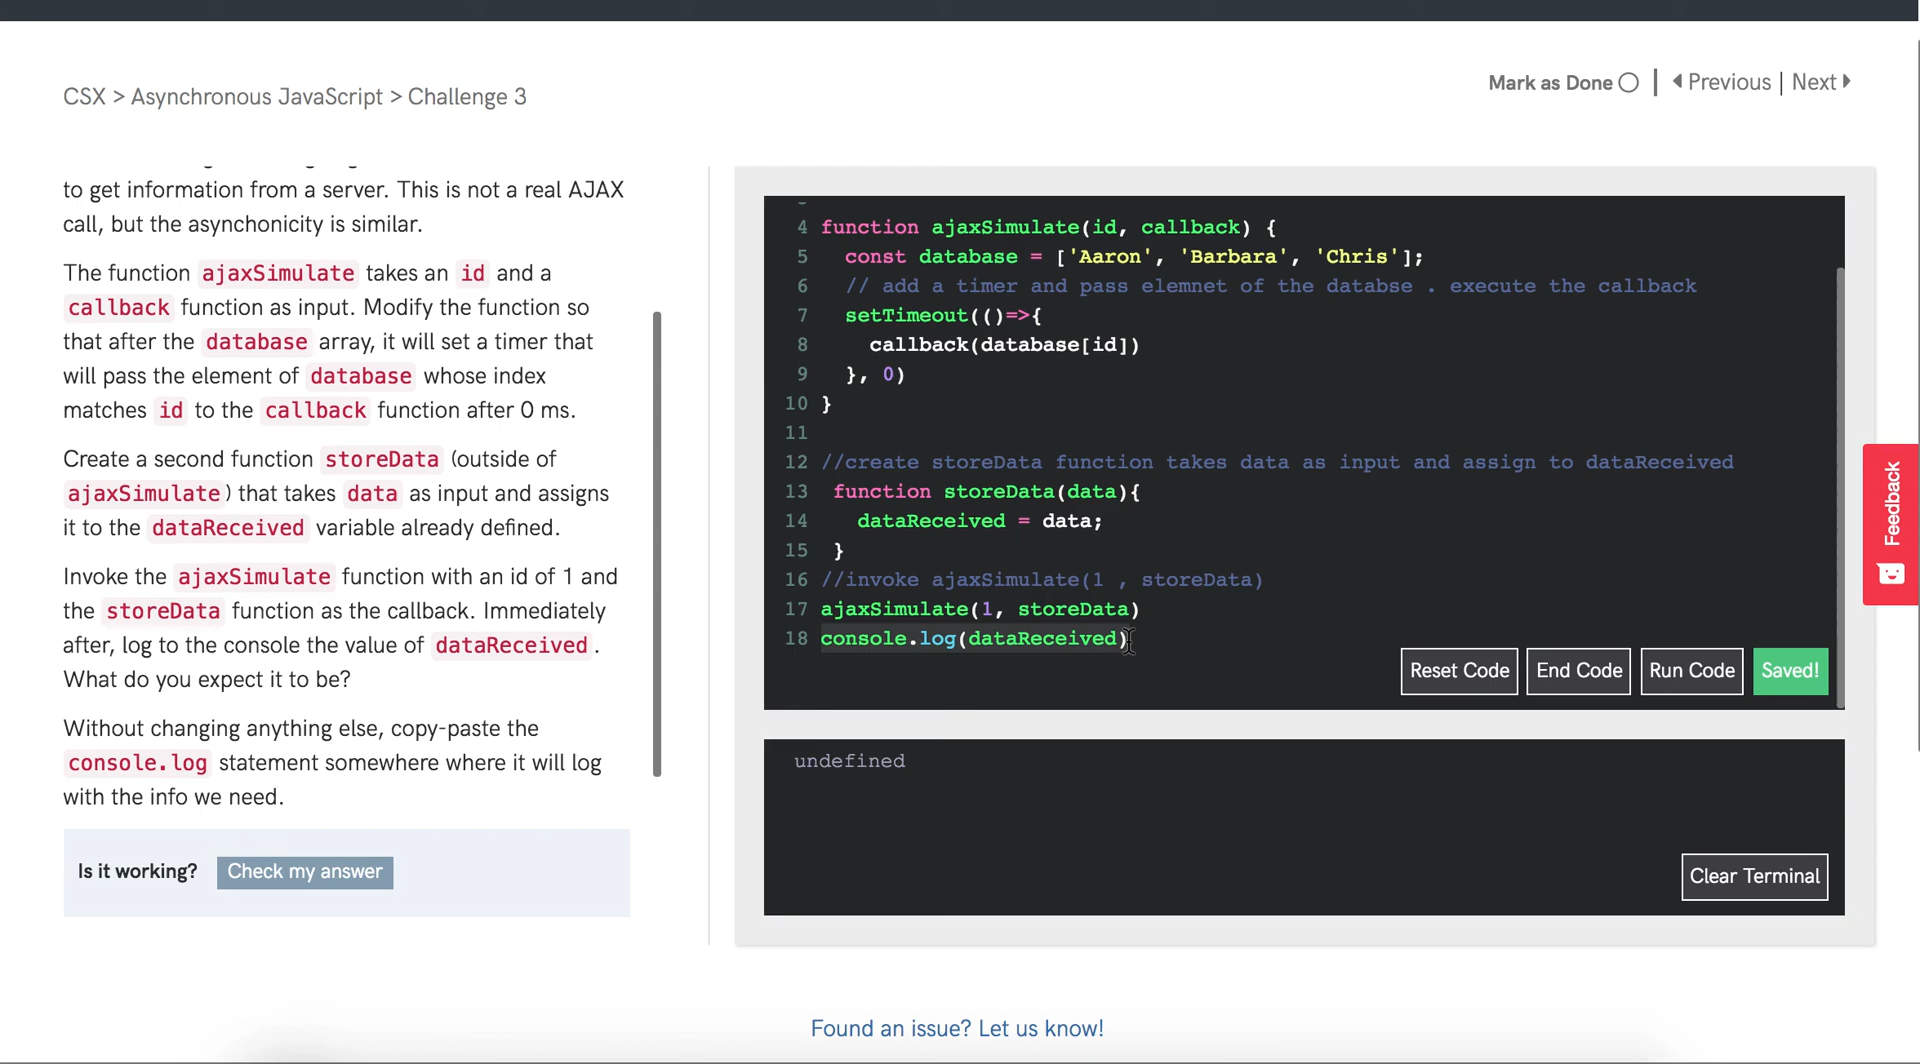 CSX > Asynchronous JavaScript > Challenge 3
Mark as Done
Previous | Next
to get information from a server. This is not a real AJAX
call, but the asynchonicity is similar.
The function ajaxSimulate takes an id and a
callback function as input. Modify the function so
that after the database array, it will set a timer that
will pass the element of database whose index
matches id to the callback function after 0 ms.
Create a second function storeData (outside of
ajaxSimulate) that takes data as input and assigns
it to the dataReceived variable already defined.
Invoke the ajaxSimulate function with an id of 1 and
the storeData function as the callback. Immediately
after, log to the console the value of dataReceived.
What do you expect it to be?
Without changing anything else, copy-paste the
console.log statement somewhere where it will log
with the info we need.
Is it working? Check my answer
4 function ajaxSimulate(id, callback) {
5 const database = ['Aaron', 'Barbara', 'Chris'];
6 // add a timer and pass elemnet of the databse . execute the callback
7 setTimeout(()=>{
8 callback(database[id])
9 }, 0)
10 }
11
12 //create storeData function takes data as input and assign to dataReceived
13 function storeData(data){
14 dataReceived = data;
15 }
16 //invoke ajaxSimulate(1 , storeData)
17 ajaxSimulate(1, storeData)
18 console.log(dataReceived)
Reset Code End Code Run Code Saved!
undefined
Clear Terminal
Feedback
Found an issue? Let us know!